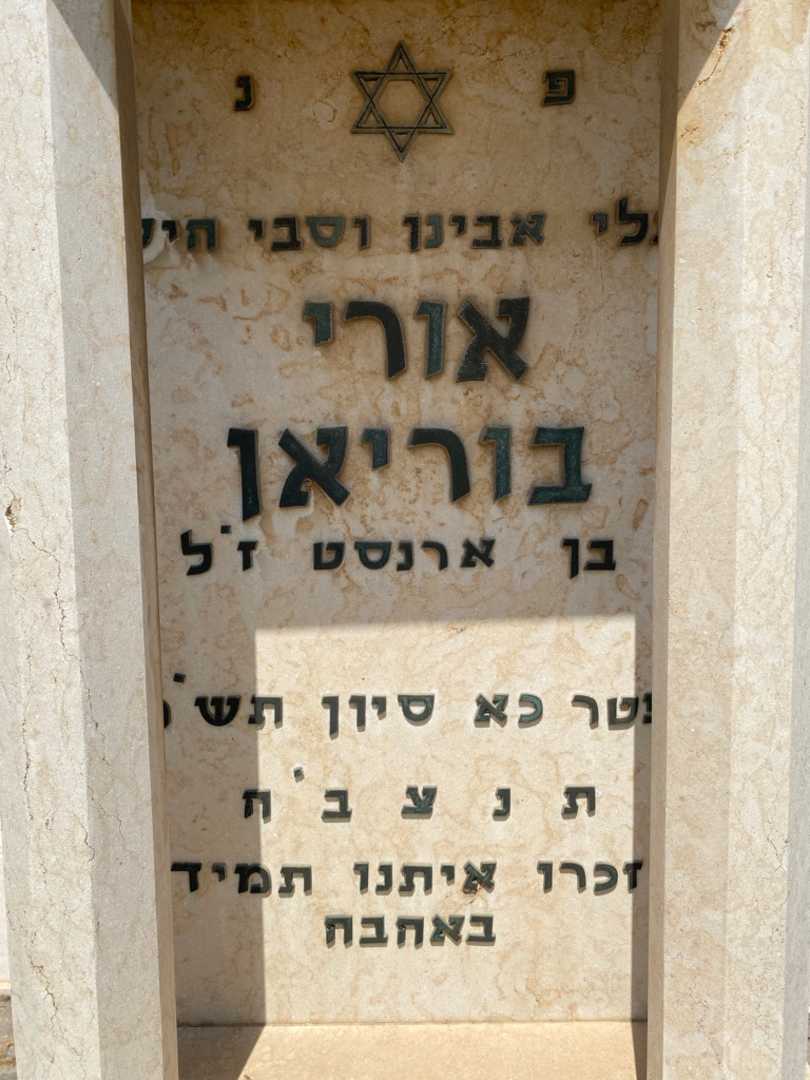 פ נ
אבינו וסבי
אורי
בוריאן
בן ארנסט ז"ל
כא סיון
ת נ צ ב"ה
זכרו איתנו תמיד
באהבה